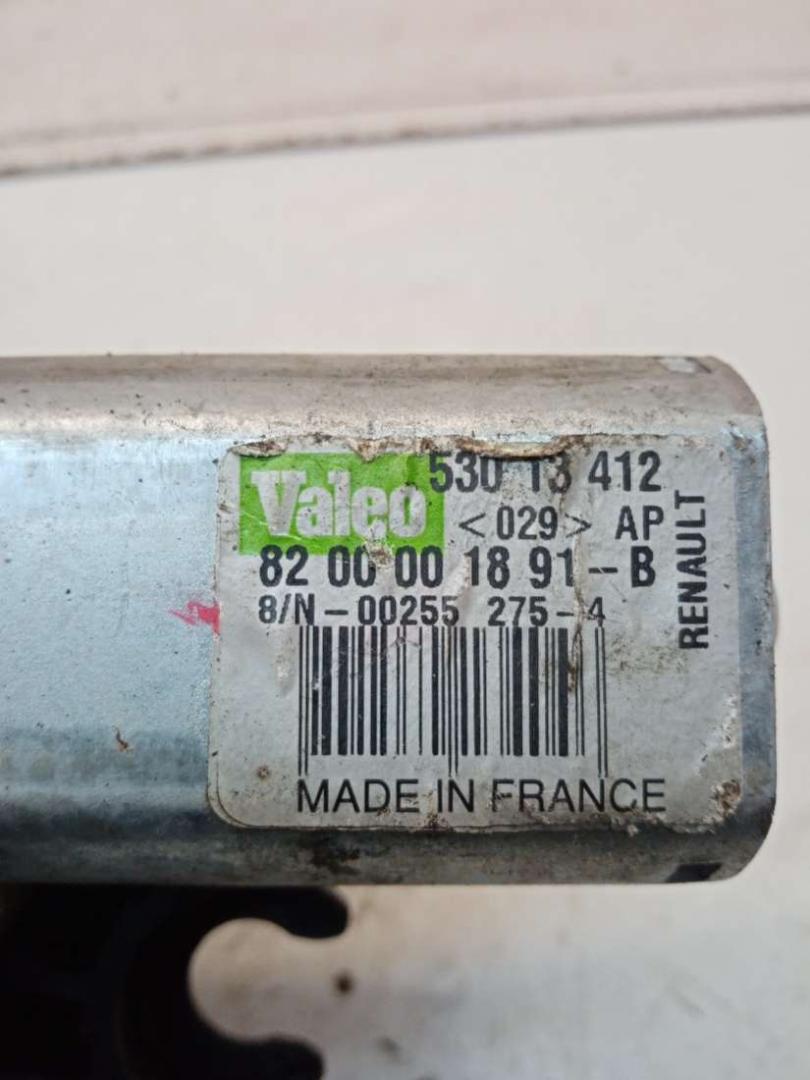 Valeo
530 13 412
<029> AP
82 00 00 18 91-B
8/N-00255 275-4
RENAULT
MADE IN FRANCE